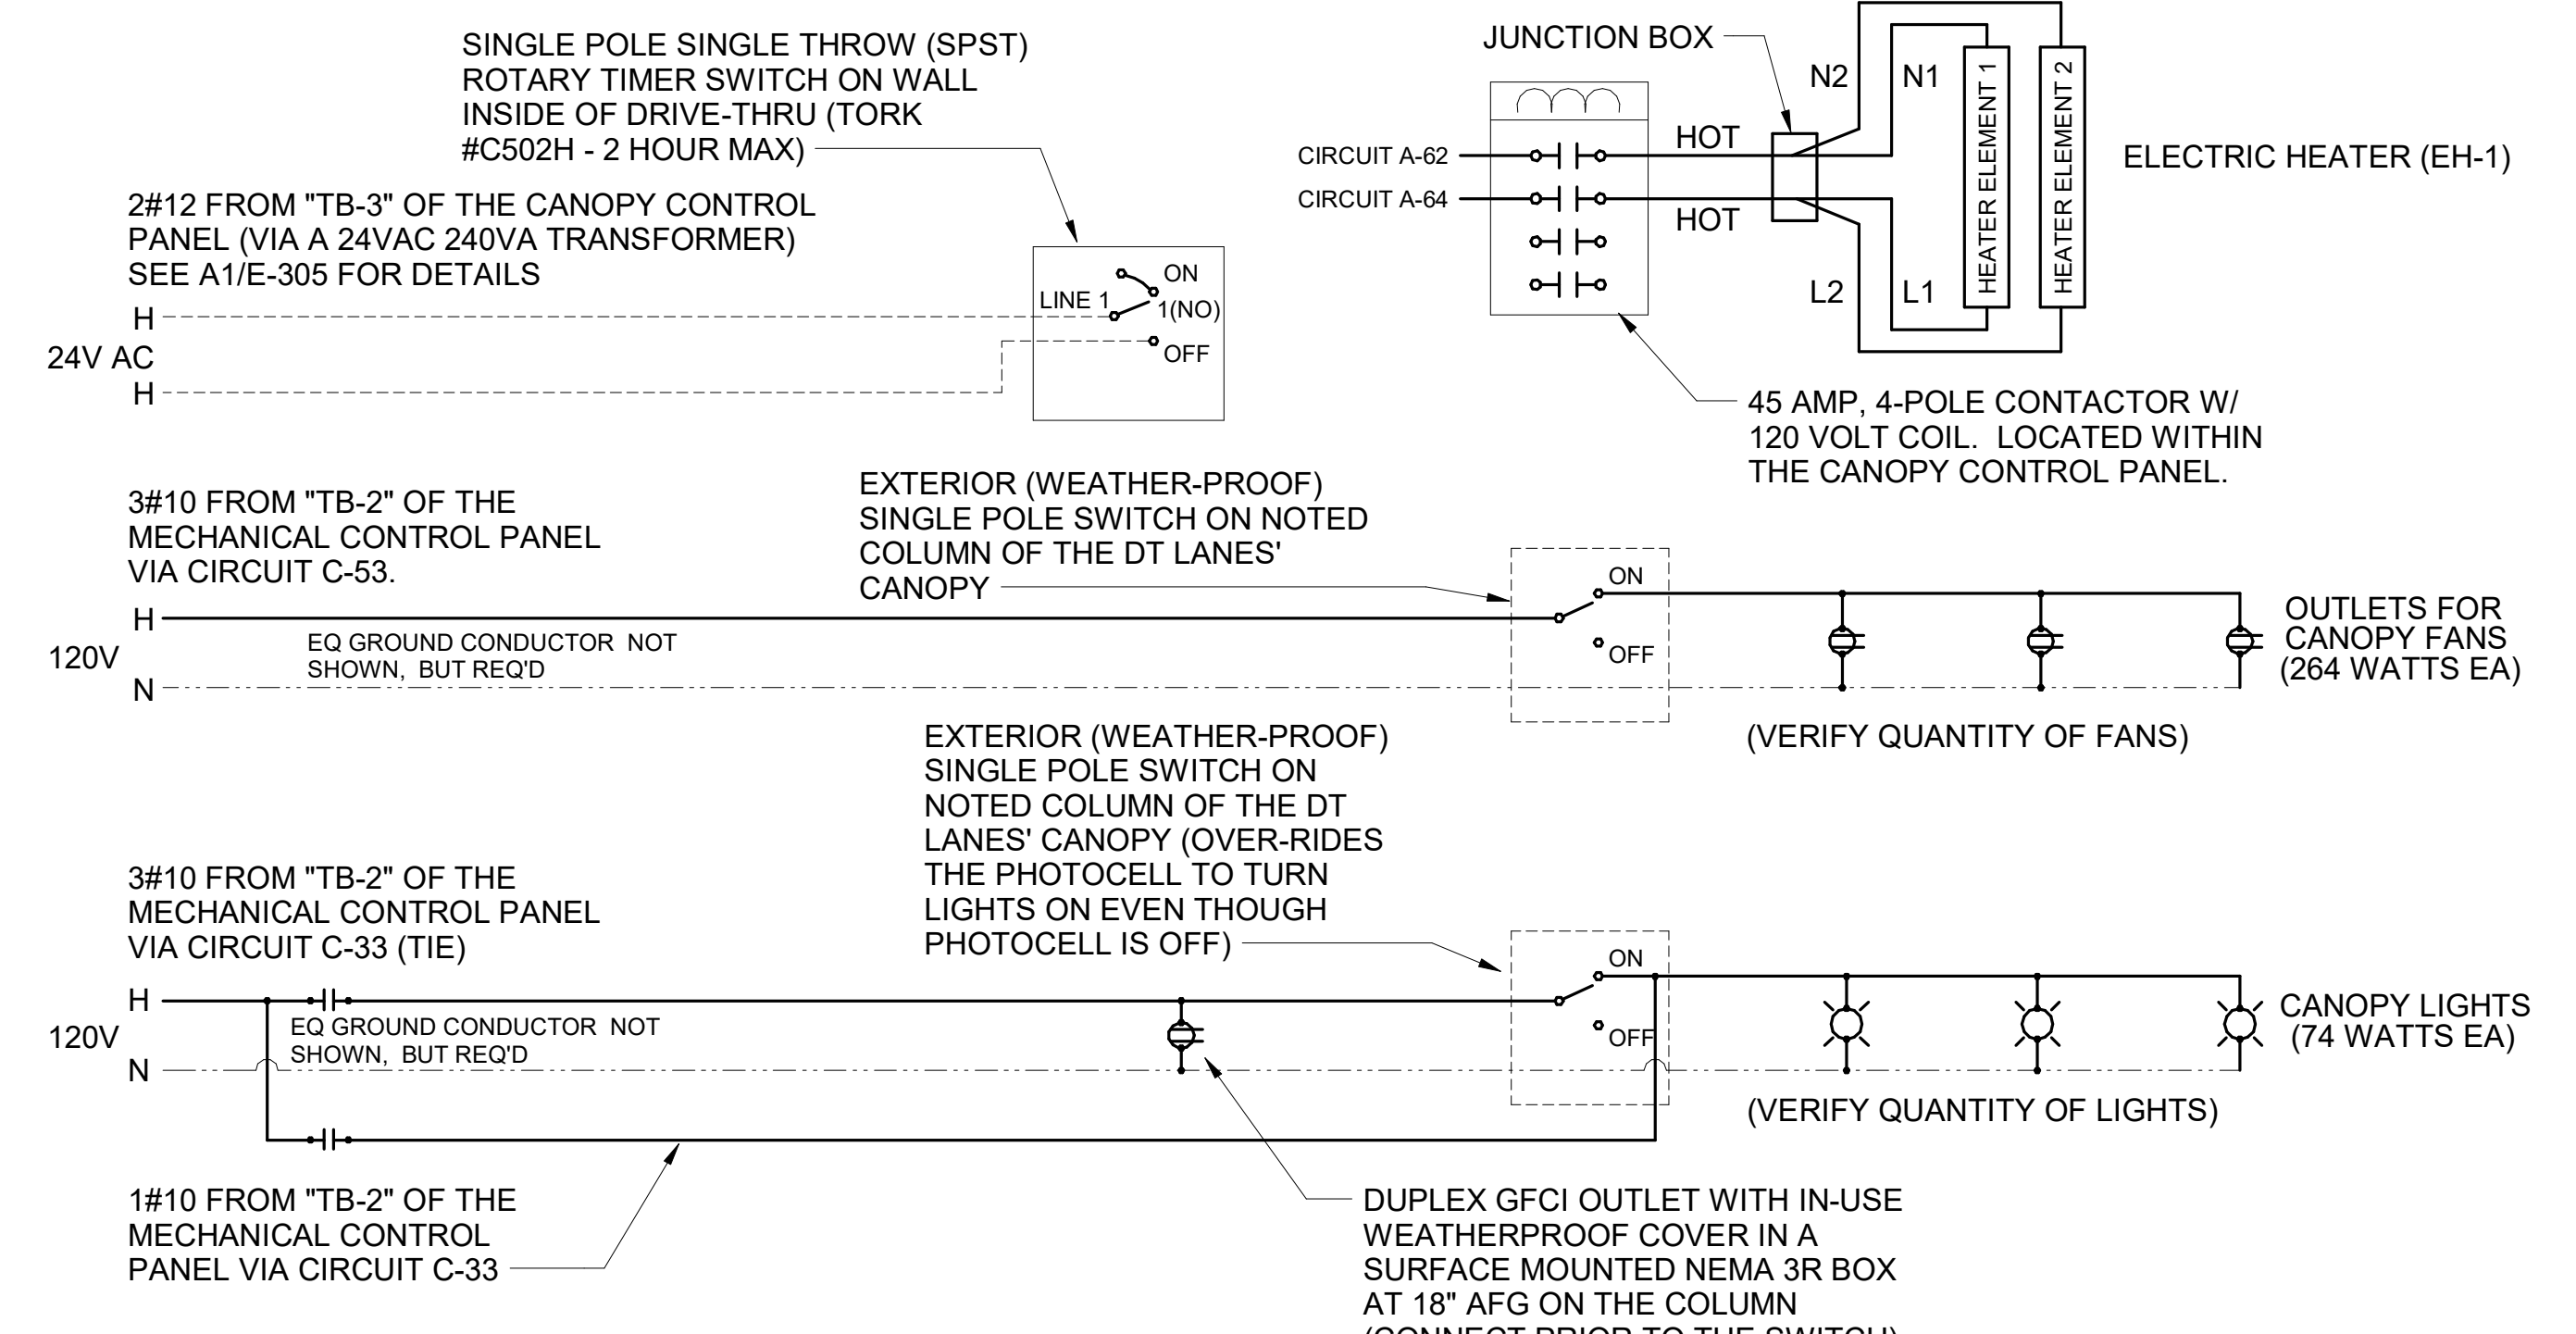 SINGLE POLE SINGLE THROW (SPST)
ROTARY TIMER SWITCH ON WALL
INSIDE OF DRIVE-THRU (TORK
#C502H - 2 HOUR MAX)
2#12 FROM "TB-3" OF THE CANOPY CONTROL
PANEL (VIA A 24VAC 240VA TRANSFORMER)
SEE A1/E-305 FOR DETAILS
H
24V AC
H
LINE 1
ON
1(NO)
OFF
JUNCTION BOX
CIRCUIT A-62
CIRCUIT A-64
HOT
HOT
N2
N1
L2
L1
HEATER ELEMENT 1
HEATER ELEMENT 2
ELECTRIC HEATER (EH-1)
45 AMP, 4-POLE CONTACTOR W/
120 VOLT COIL. LOCATED WITHIN
THE CANOPY CONTROL PANEL.
3#10 FROM "TB-2" OF THE
MECHANICAL CONTROL PANEL
VIA CIRCUIT C-53.
H
120V
N
EQ GROUND CONDUCTOR NOT
SHOWN, BUT REQ'D
EXTERIOR (WEATHER-PROOF)
SINGLE POLE SWITCH ON NOTED
COLUMN OF THE DT LANES'
CANOPY
ON
OFF
OUTLETS FOR
CANOPY FANS
(264 WATTS EA)
(VERIFY QUANTITY OF FANS)
EXTERIOR (WEATHER-PROOF)
SINGLE POLE SWITCH ON
NOTED COLUMN OF THE DT
LANES' CANOPY (OVER-RIDES
THE PHOTOCELL TO TURN
LIGHTS ON EVEN THOUGH
PHOTOCELL IS OFF)
3#10 FROM "TB-2" OF THE
MECHANICAL CONTROL PANEL
VIA CIRCUIT C-33 (TIE)
H
120V
N
EQ GROUND CONDUCTOR NOT
SHOWN, BUT REQ'D
ON
OFF
CANOPY LIGHTS
(74 WATTS EA)
(VERIFY QUANTITY OF LIGHTS)
1#10 FROM "TB-2" OF THE
MECHANICAL CONTROL
PANEL VIA CIRCUIT C-33
DUPLEX GFCI OUTLET WITH IN-USE
WEATHERPROOF COVER IN A
SURFACE MOUNTED NEMA 3R BOX
AT 18" AFG ON THE COLUMN
(CONNECT PRIOR TO THE SWITCH)